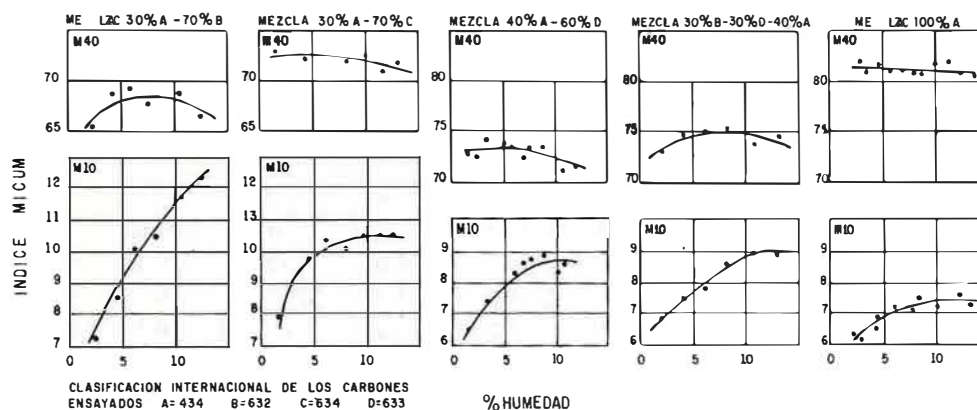 ME LZC 30%A-70%B
MEZCLA 30%A-70%C
MEZCLA 40%A-60%D
MEZCLA 30%B-30%D-40%A
ME LZC 100%A
M40
M40
M40
M40
M40
70
65
70
65
80
75
70
80
75
70
80
75
70
INDICE MICUM
M10
M10
M10
M10
M10
12
11
10
9
8
7
12
11
13
10
9
8
7
9
8
7
6
9
8
7
6
9
8
7
6
0 5 10
0 5 10
0 5 10
0 5 10
0 5 10
CLASIFICACION INTERNACIONAL DE LOS CARBONES
ENSAYADOS A=434 B=632 C=634 D=633
%HUMEDAD